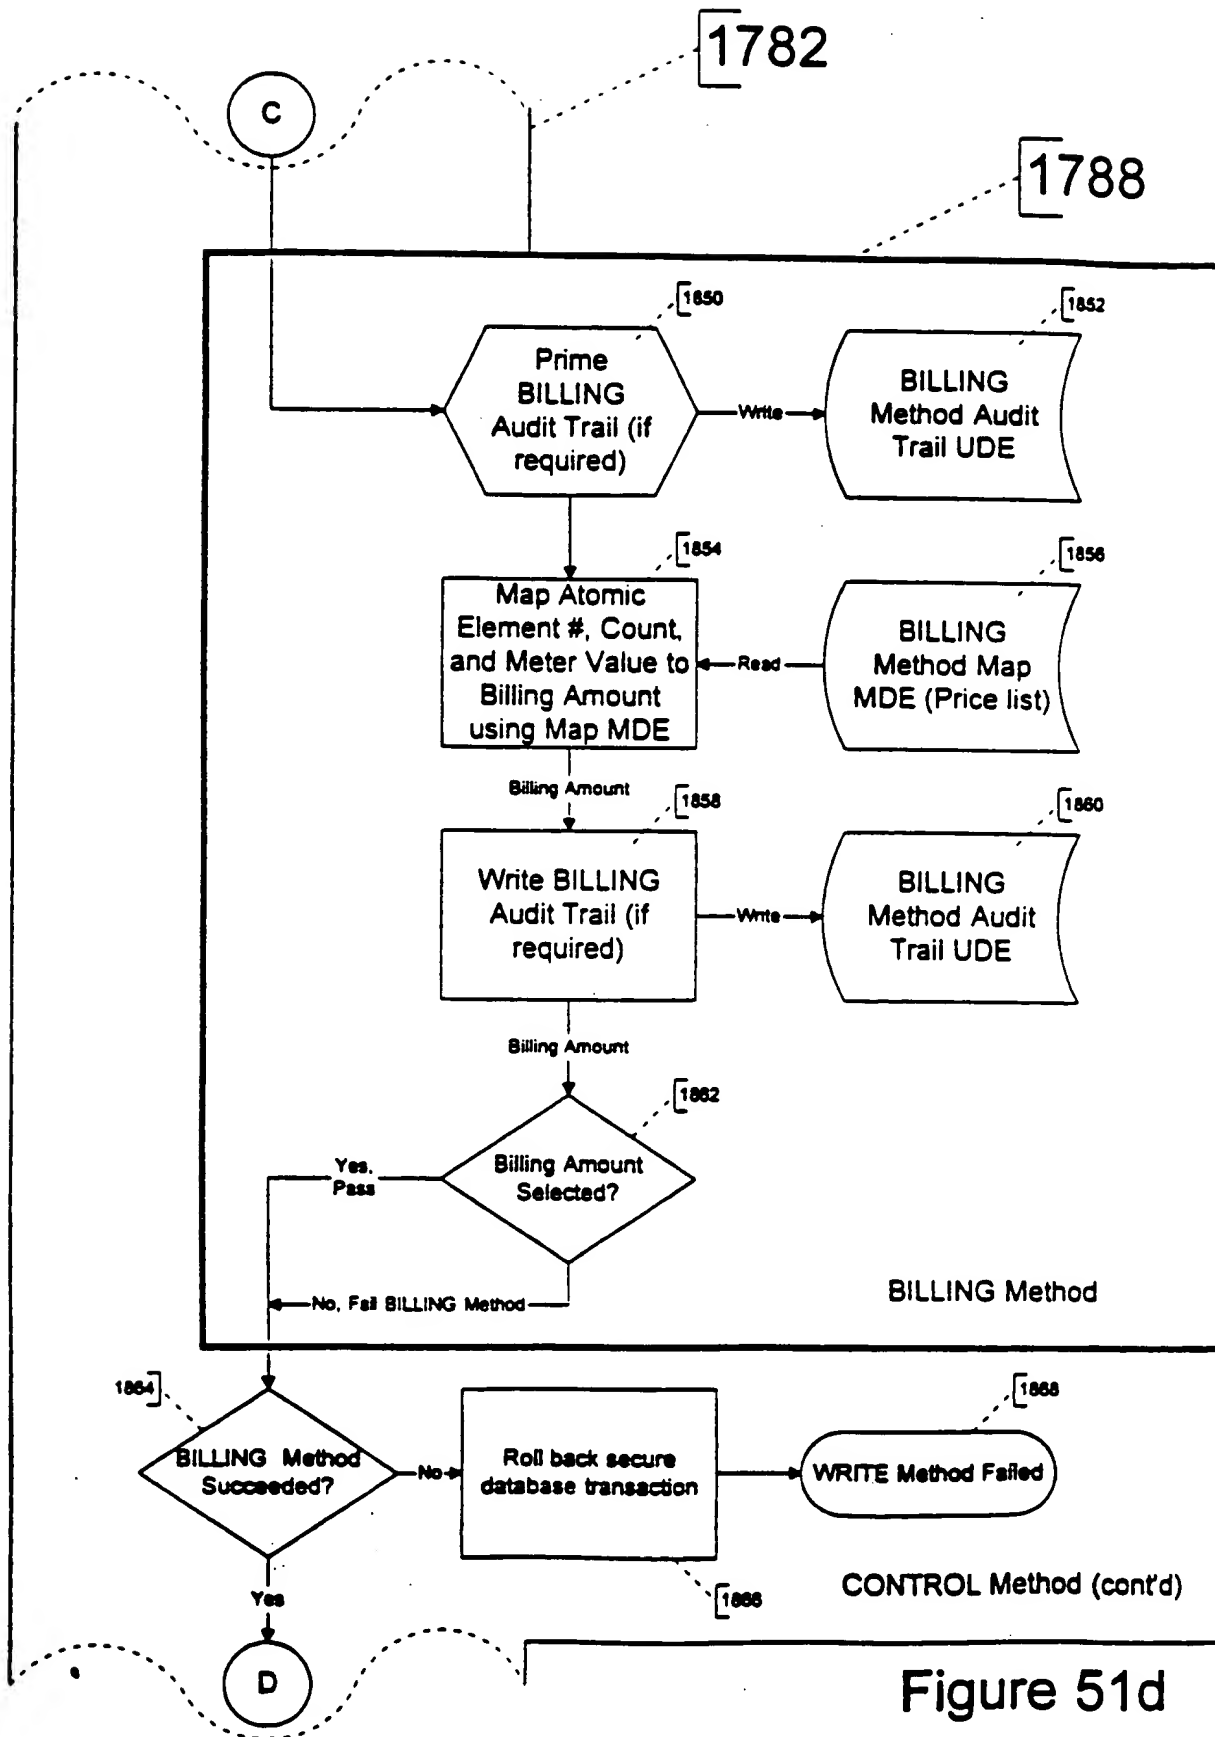 1782
C
1788
1850
1852
Prime
BILLING
Audit Trail (if
required)
Write
BILLING
Method Audit
Trail UDE
1854
1856
Map Atomic
Element #, Count,
and Meter Value to
Billing Amount
using Map MDE
Read
BILLING
Method Map
MDE (Price list)
Billing Amount
1858
1860
Write BILLING
Audit Trail (if
required)
Write
BILLING
Method Audit
Trail UDE
Billing Amount
1862
Billing Amount
Selected?
Yes,
Pass
No, Fail BILLING Method
BILLING Method
1864
1868
BILLING Method
Succeeded?
No
Roll back secure
database transaction
WRITE Method Failed
1866
CONTROL Method (cont'd)
Yes
D
Figure 51d